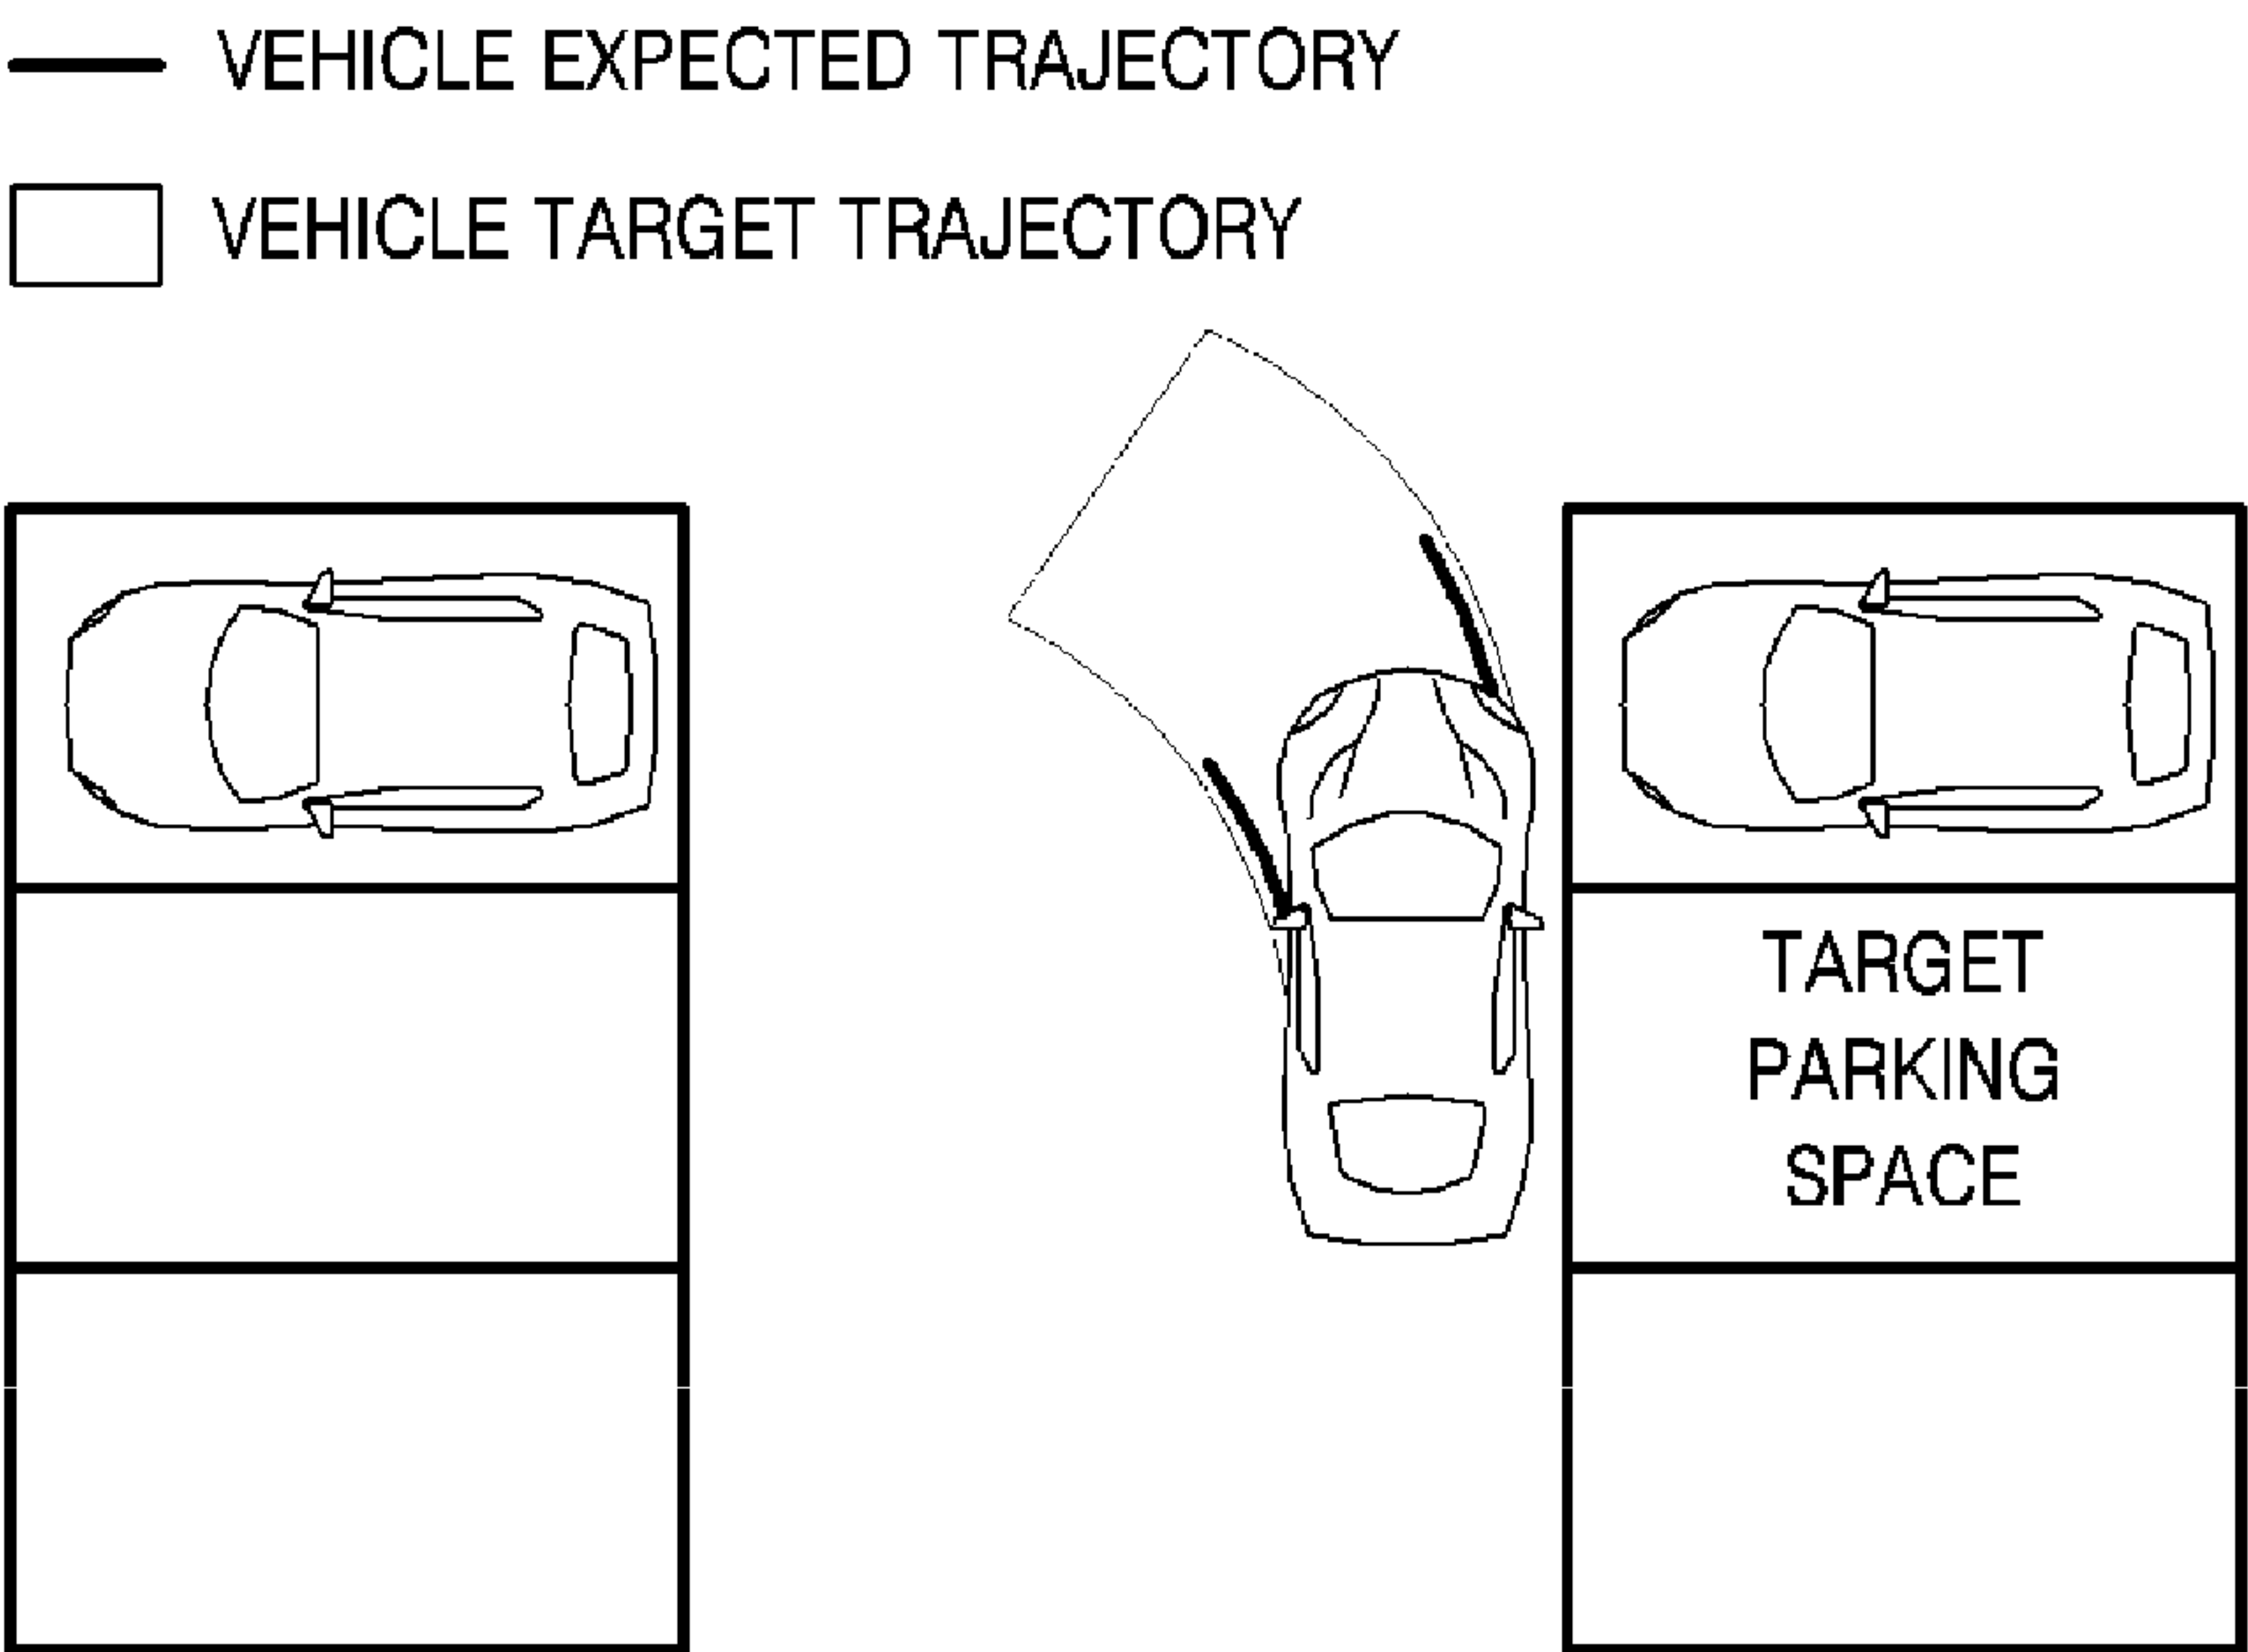 VEHICLE EXPECTED TRAJECTORY
VEHICLE TARGET TRAJECTORY
TARGET
PARKING
SPACE